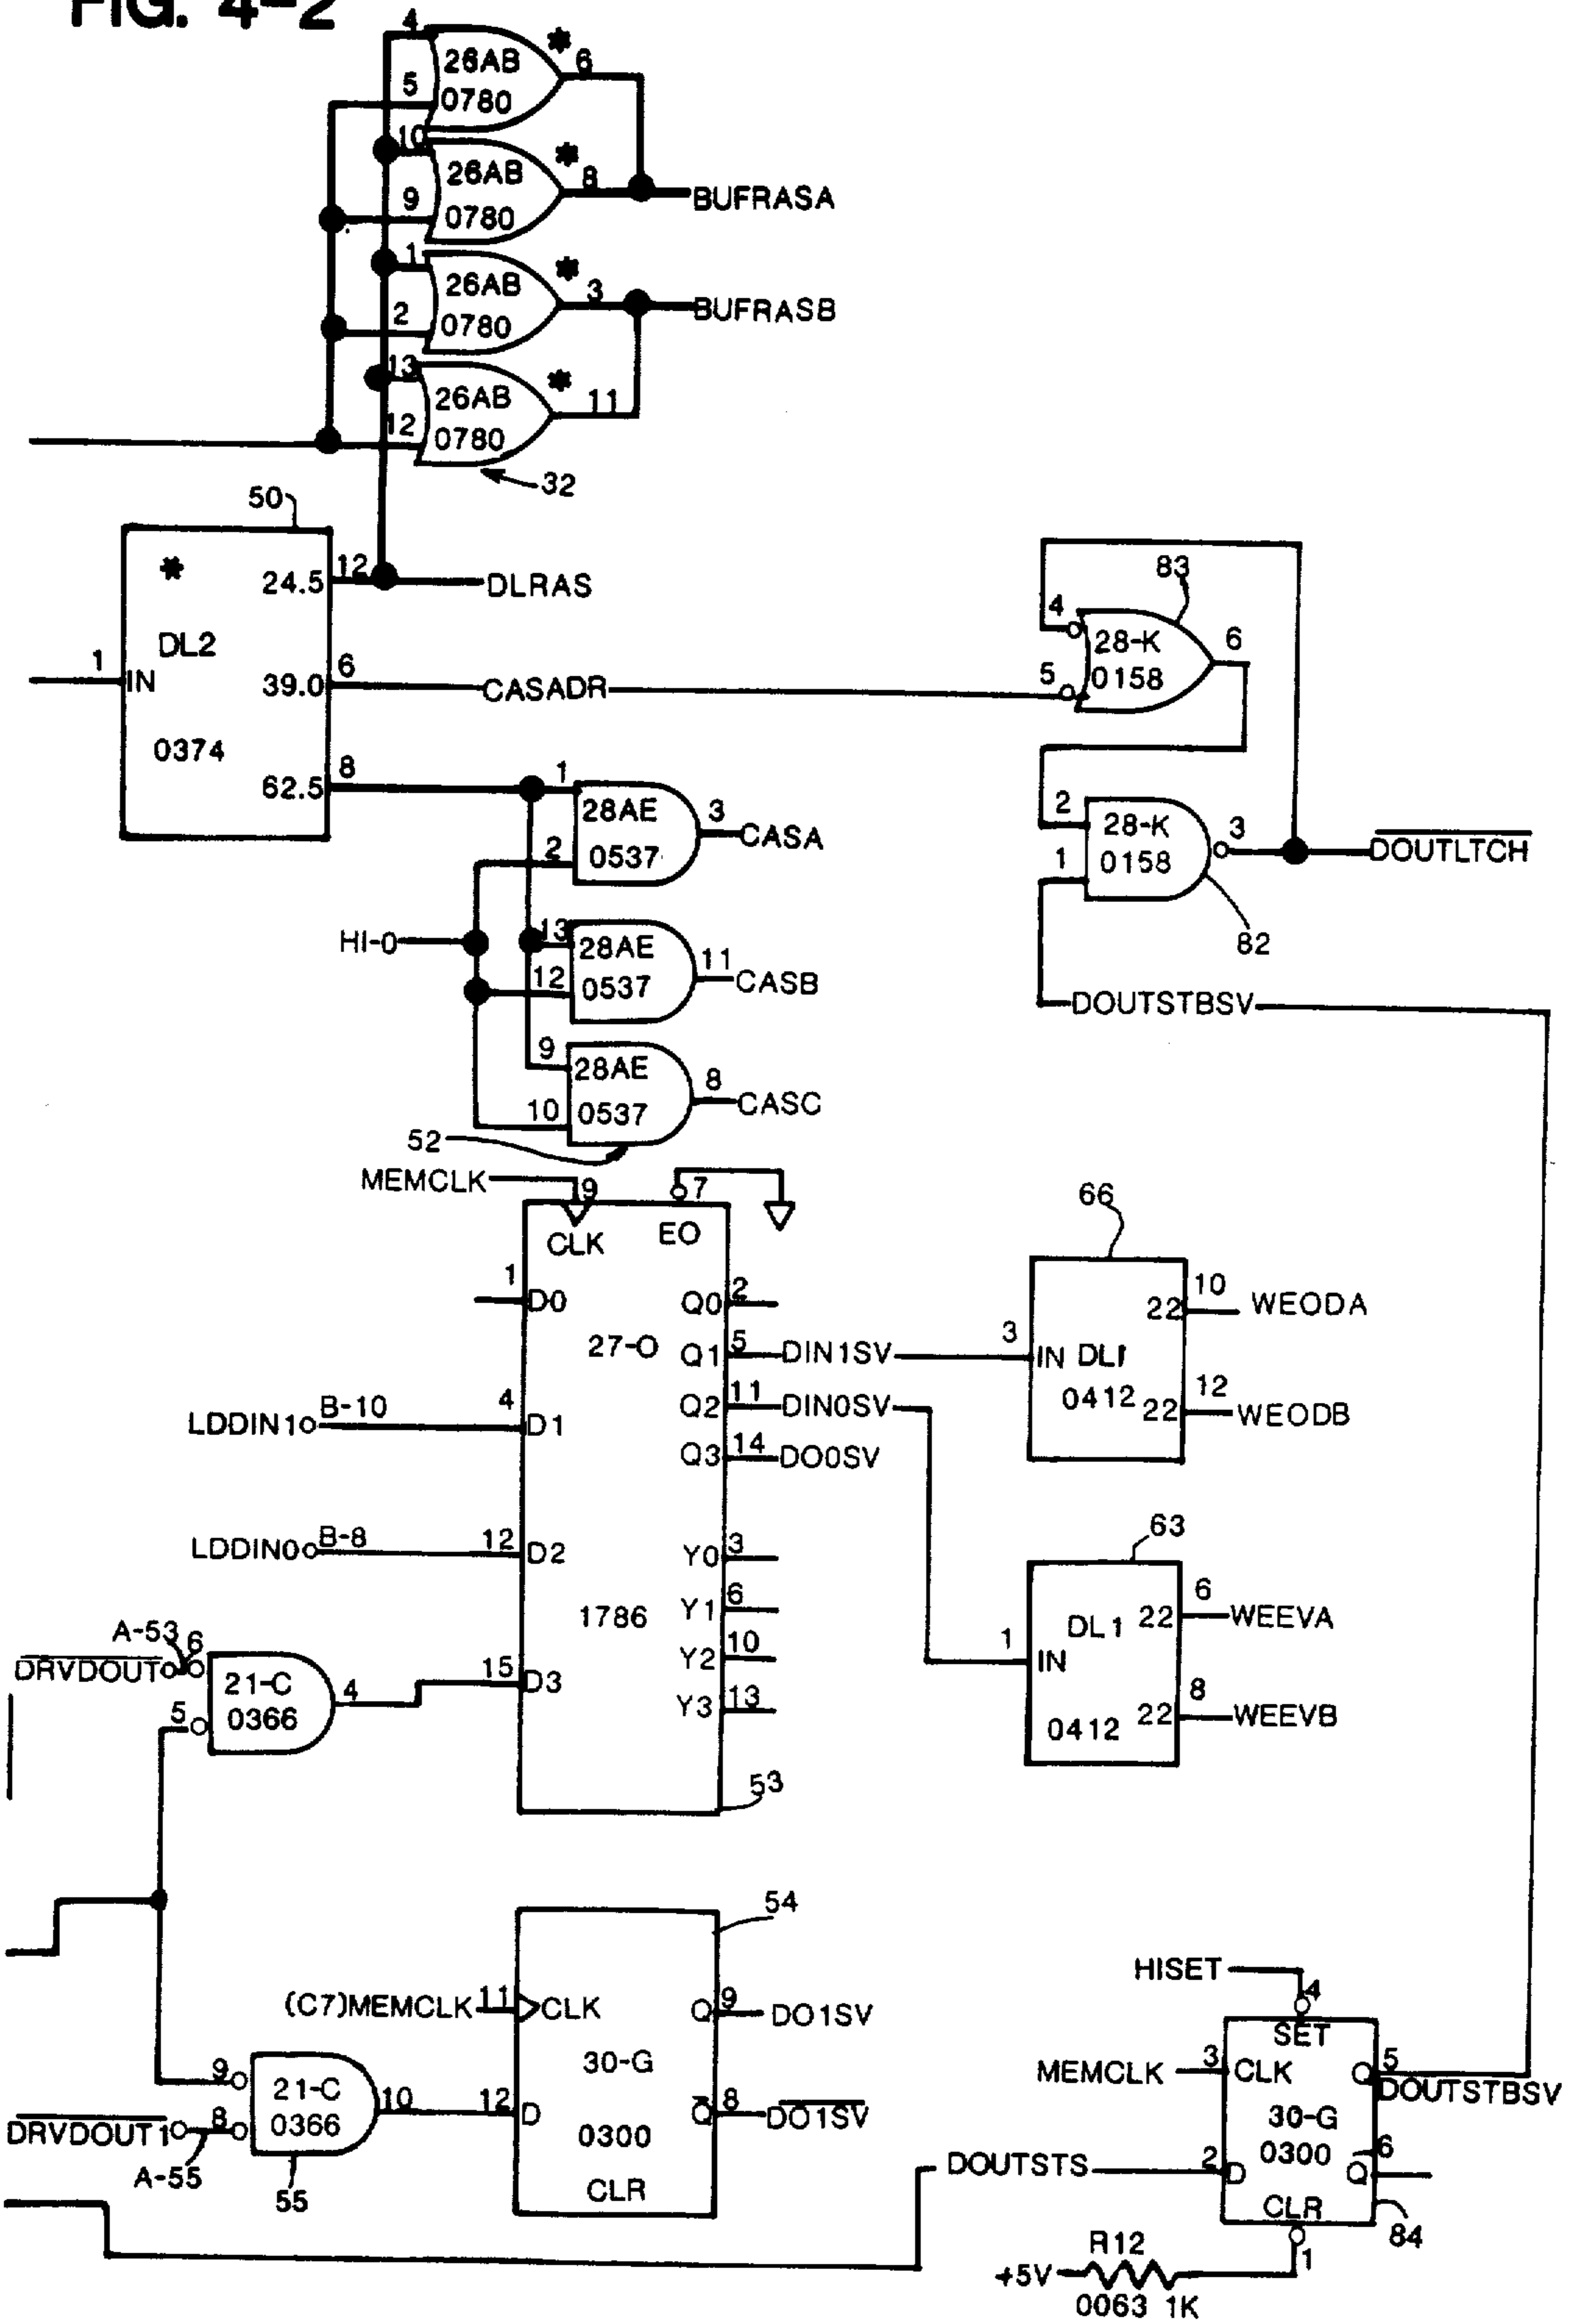 FIG. 4-2
4
26AB
*
6
5
0780
10
26AB
*
8
BUFRASA
9
0780
1
26AB
*
3
BUFRASB
2
0780
13
26AB
*
11
12
0780
32
50
*
24.5
12
DLRAS
DL2
1
IN
39.0
6
CASADR
0374
62.5
8
83
4
28-K
6
5
0158
2
28-K
3
DOUTLTCH
1
0158
82
DOUTSTBSV
1
28AE
3
CASA
2
0537
HI-0
13
28AE
11
CASB
12
0537
9
28AE
8
CASC
10
0537
52
MEMCLK
9
7
CLK
EO
1
D0
Q0
2
27-O
Q1
5
DIN1SV
4
D1
Q2
11
DIN0SV
LDDIN1
B-10
Q3
14
DO0SV
LDDIN0
B-8
12
D2
Y0
3
1786
Y1
6
Y2
10
15
D3
Y3
13
53
66
3
IN
DL1
22
10
WEODA
0412
22
12
WEODB
63
1
IN
DL1
22
6
WEEVA
0412
22
8
WEEVB
A-53
DRVDOUT
6
21-C
4
5
0366
54
(C7)MEMCLK
11
CLK
Q
9
DO1SV
30-G
9
21-C
10
12
D
Q
8
DO1SV
DRVDOUT1
8
0366
0300
A-55
CLR
55
HISET
4
SET
MEMCLK
3
CLK
Q
5
DOUTSTBSV
30-G
0300
DOUTSTS
2
D
Q
6
CLR
84
R12
1
+5V
0063 1K